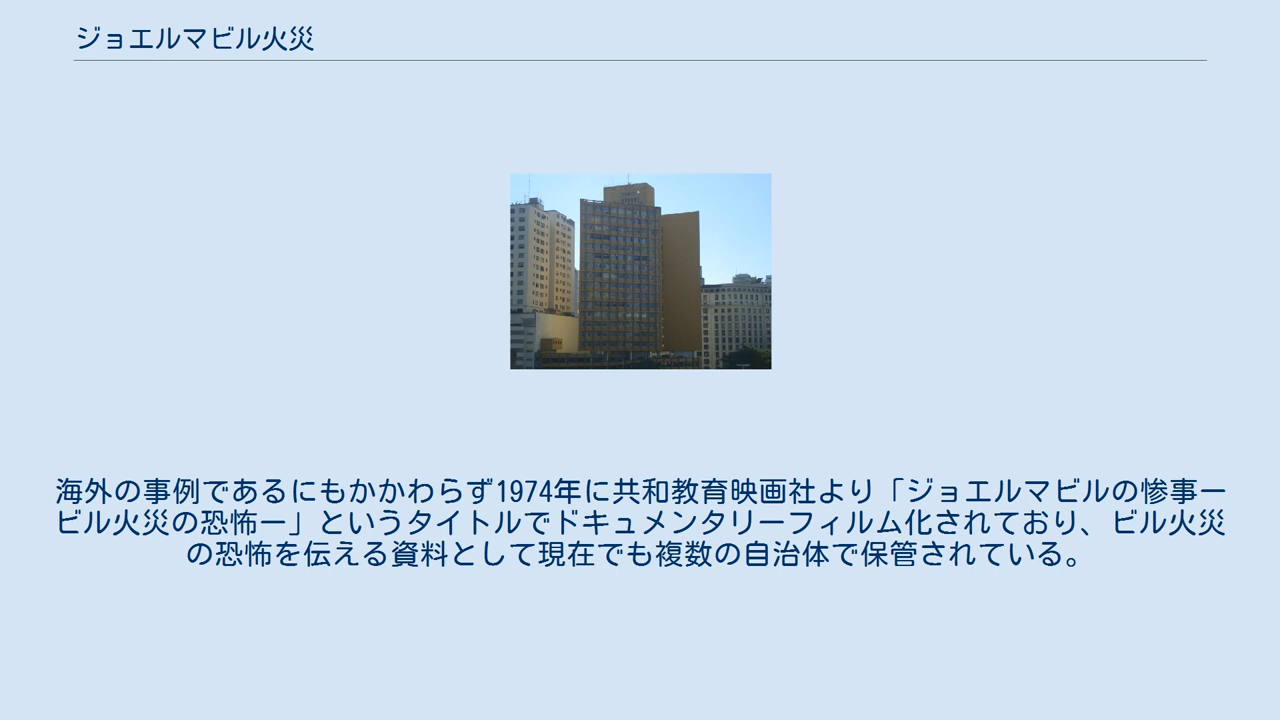 ジョエルマビル火災
海外の事例であるにもかかわらず1974年に共和教育映画社より「ジョエルマビルの惨事ー
ビル火災の恐怖ー」というタイトルでドキュメンタリーフィルム化されており、ビル火災
の恐怖を伝える資料として現在でも複数の自治体で保管されている。